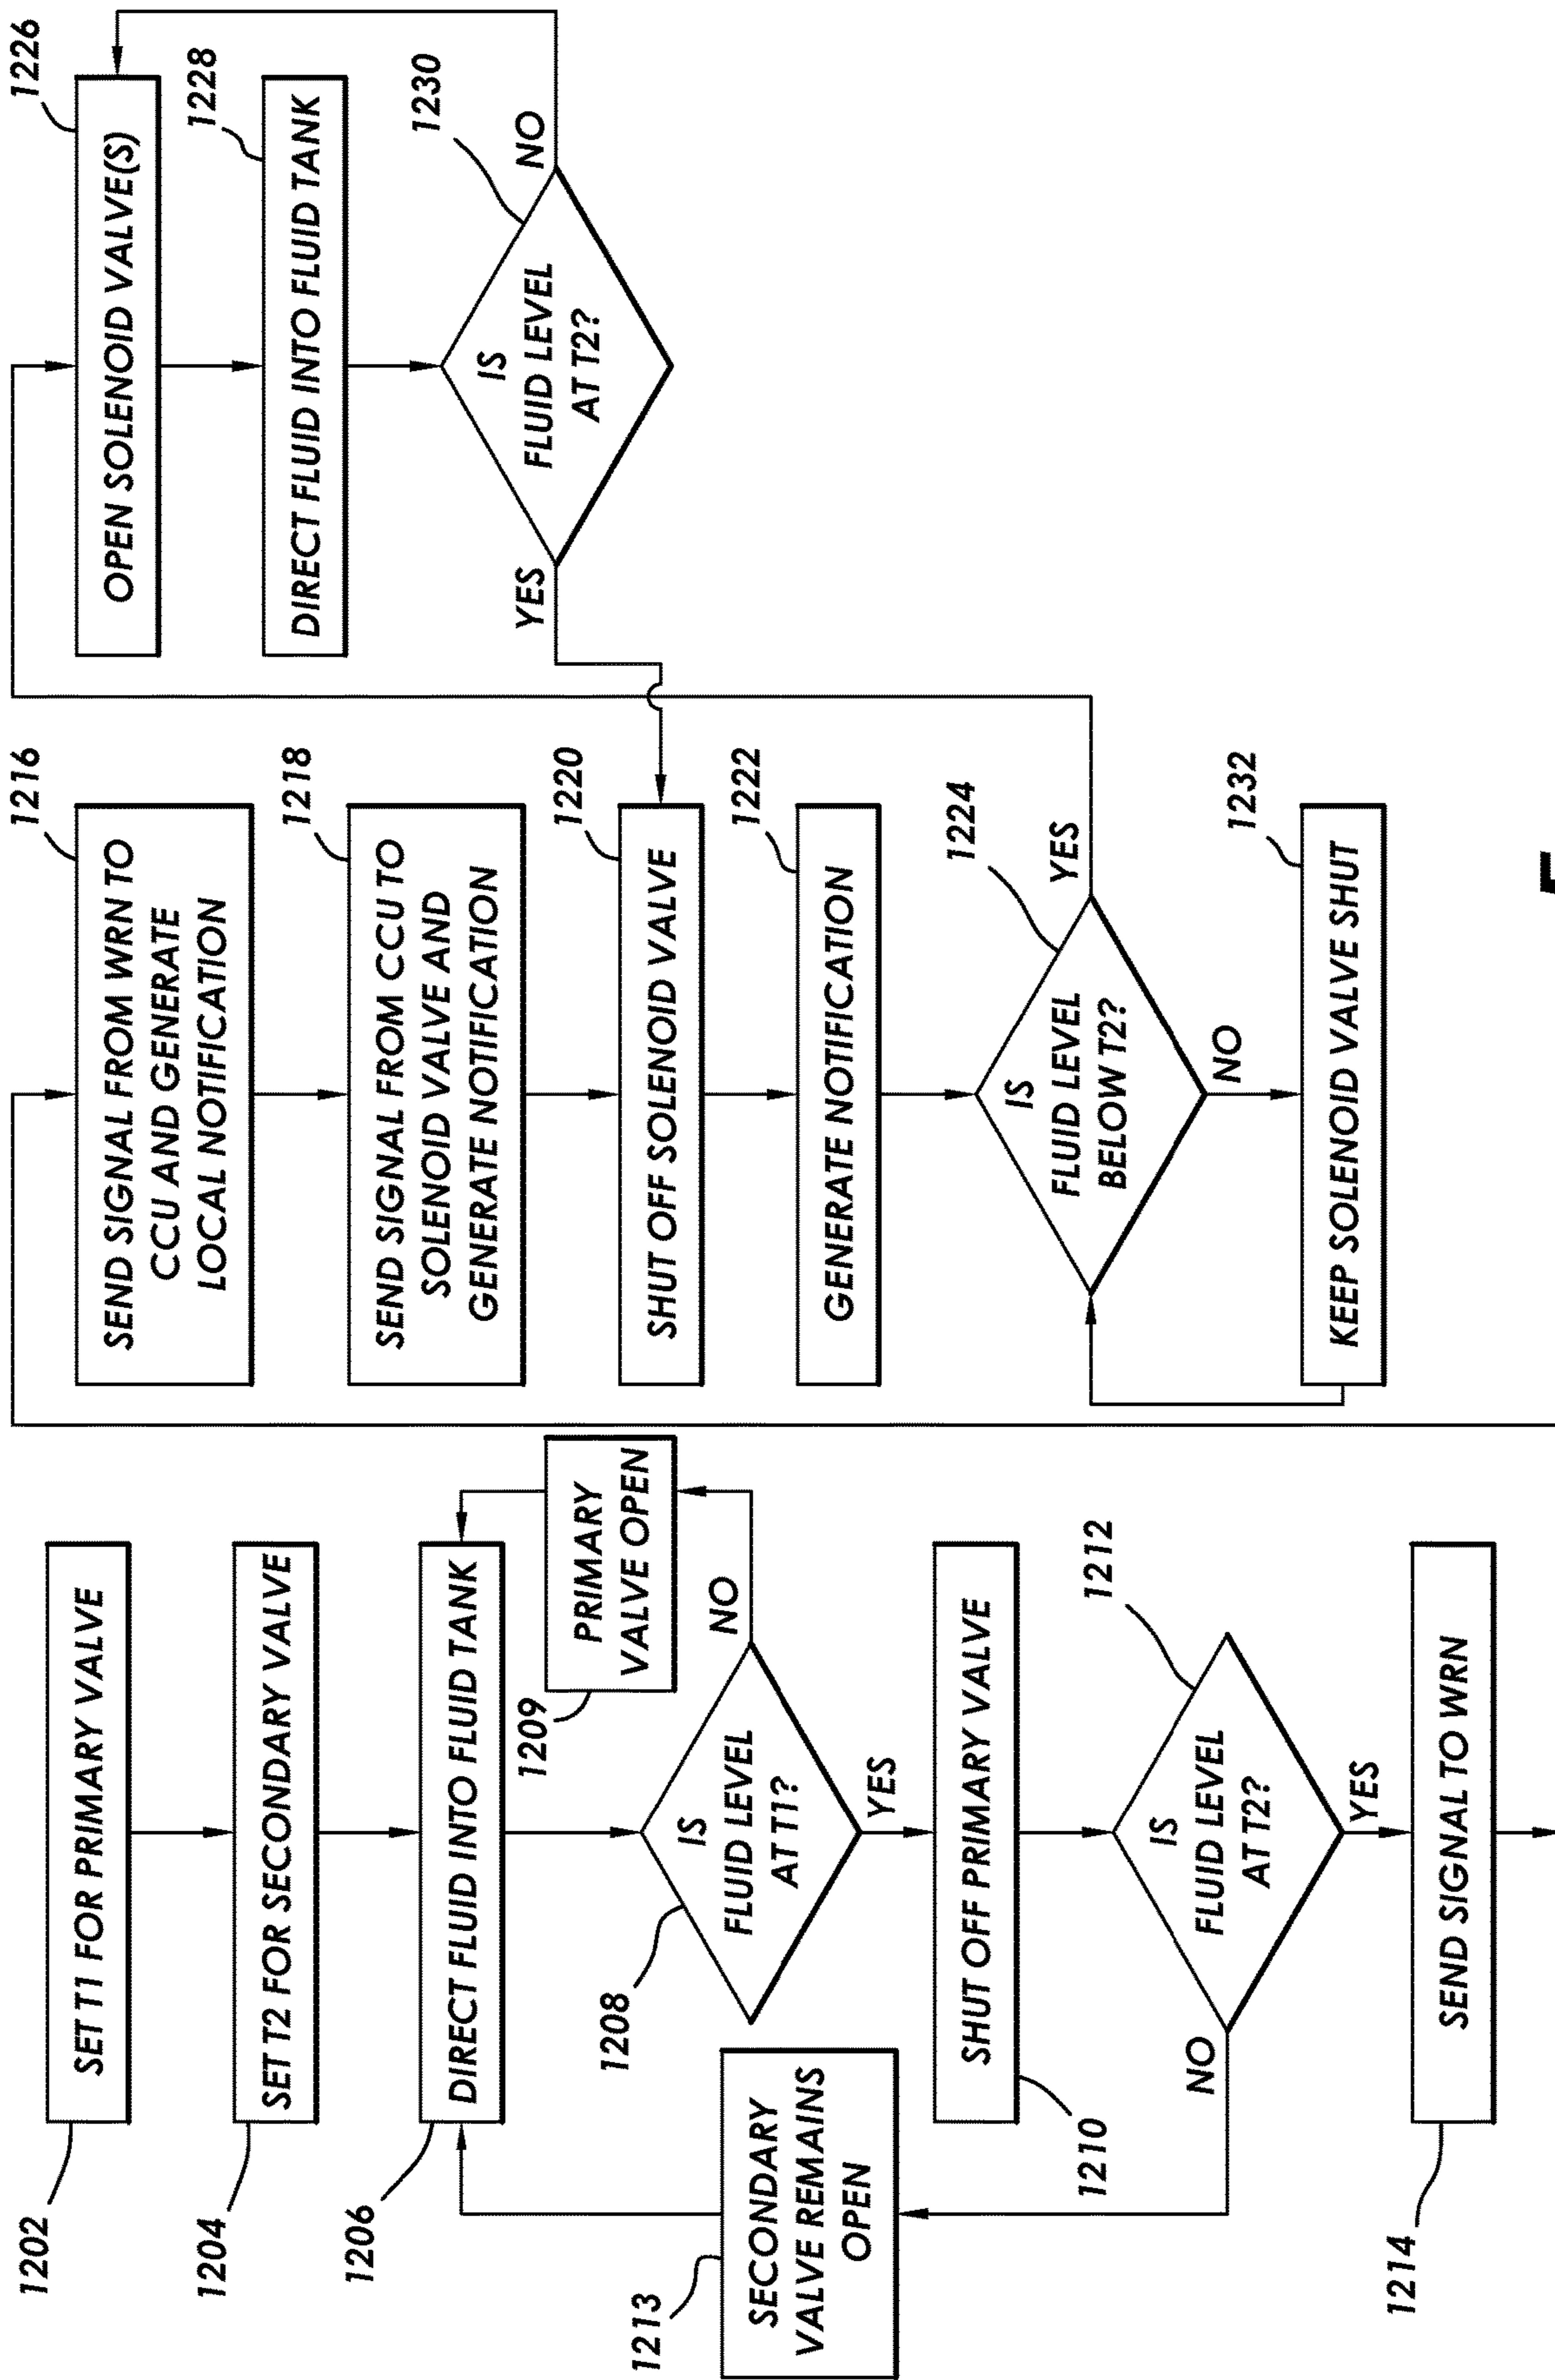 1202
SET T1 FOR PRIMARY VALVE
1204
SET T2 FOR SECONDARY VALVE
1206
DIRECT FLUID INTO FLUID TANK
1209
PRIMARY
VALVE OPEN
1208
IS
FLUID LEVEL
AT T1?
NO
YES
1213
SECONDARY
VALVE REMAINS
OPEN
SHUT OFF PRIMARY VALVE
1210
1212
IS
FLUID LEVEL
AT T2?
NO
YES
1214
SEND SIGNAL TO WRN
1216
SEND SIGNAL FROM WRN TO
CCU AND GENERATE
LOCAL NOTIFICATION
1218
SEND SIGNAL FROM CCU TO
SOLENOID VALVE AND
GENERATE NOTIFICATION
1220
SHUT OFF SOLENOID VALVE
1222
GENERATE NOTIFICATION
1224
IS
FLUID LEVEL
BELOW T2?
YES
NO
1232
KEEP SOLENOID VALVE SHUT
1226
OPEN SOLENOID VALVE(S)
1228
DIRECT FLUID INTO FLUID TANK
1230
IS
FLUID LEVEL
AT T2?
YES
NO